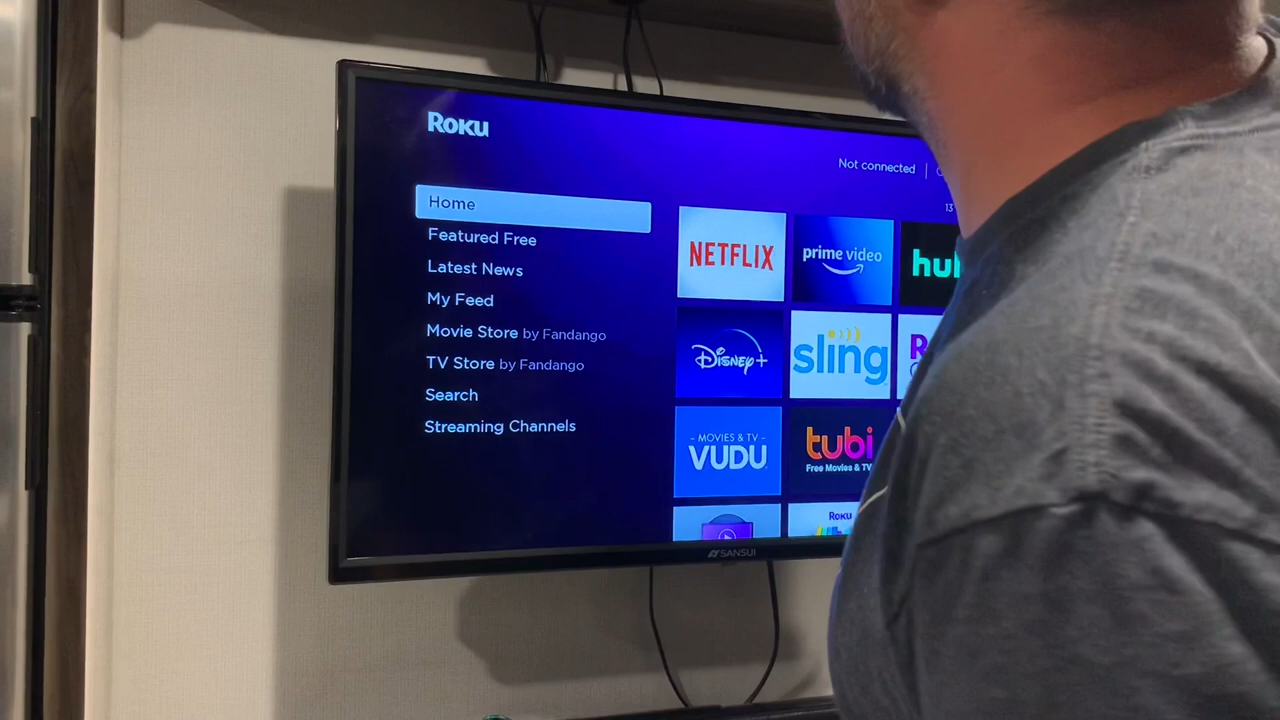 Roku
Not connected |
13
Home
Featured Free
Latest News
My Feed
Movie Store by Fandango
TV Store by Fandango
Search
Streaming Channels
NETFLIX
prime video
Disney+
sling
MOVIES & TV
VUDU
tubi
Free Movies & TV
Roku
SANSUI